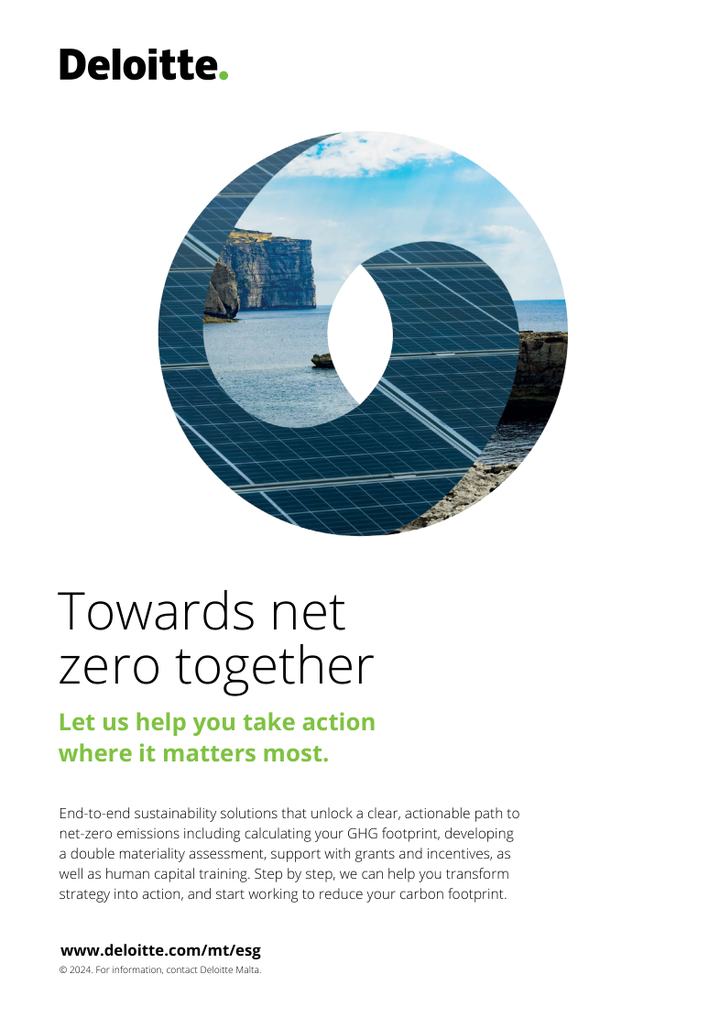 Deloitte.
Towards net
zero together
Let us help you take action
where it matters most.
End-to-end sustainability solutions that unlock a clear, actionable path to
net-zero emissions including calculating your GHG footprint, developing
a double materiality assessment, support with grants and incentives, as
well as human capital training. Step by step, we can help you transform
strategy into action, and start working to reduce your carbon footprint.
www.deloitte.com/mt/esg
© 2024. For information, contact Deloitte Malta.